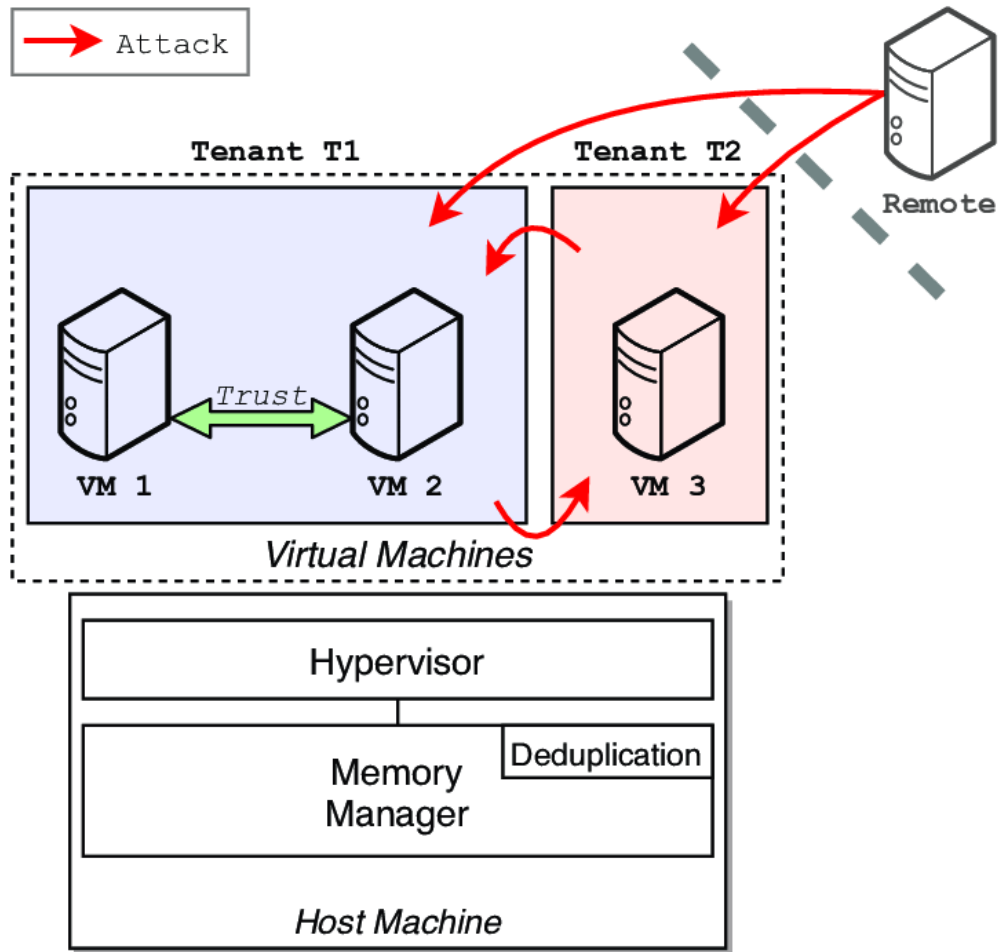 Attack
Tenant T1
Tenant T2
Remote
Trust
VM 1
VM 2
VM 3
Virtual Machines
Hypervisor
Deduplication
Memory
Manager
Host Machine